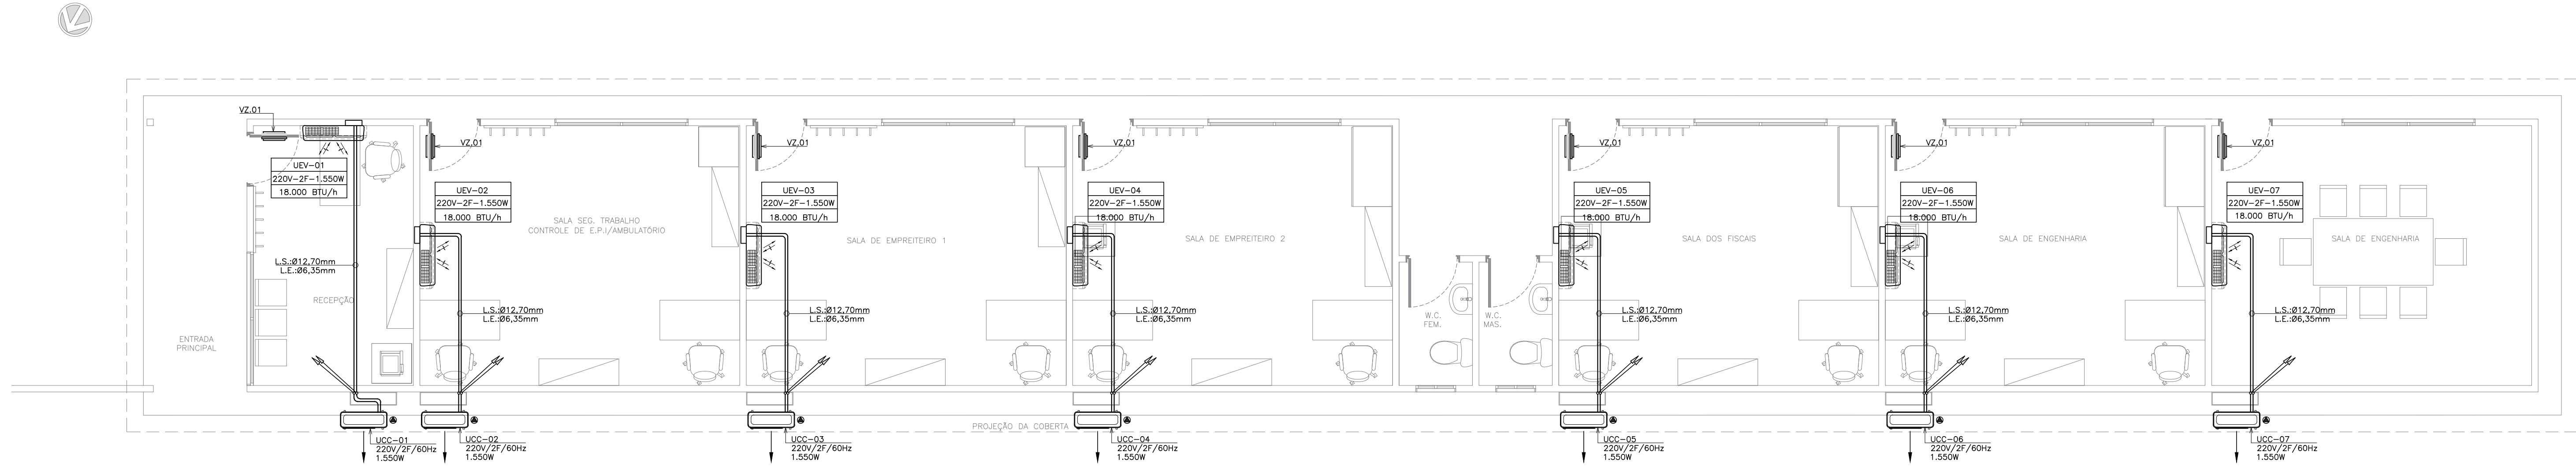 VZ.01
UEV-01
220V-2F-1.550W
18.000 BTU/h
L.S.:Ø12,70mm
L.E.:Ø6,35mm
RECEPÇÃO
ENTRADA
PRINCIPAL
UCC-01
220V/2F/60Hz
1.550W
VZ.01
UEV-02
220V-2F-1.550W
18.000 BTU/h
SALA SEG. TRABALHO
CONTROLE DE E.P.I/AMBULATÓRIO
L.S.:Ø12,70mm
L.E.:Ø6,35mm
UCC-02
220V/2F/60Hz
1.550W
VZ.01
UEV-03
220V-2F-1.550W
18.000 BTU/h
SALA DE EMPREITEIRO 1
L.S.:Ø12,70mm
L.E.:Ø6,35mm
UCC-03
220V/2F/60Hz
1.550W
PROJEÇÃO DA COBERTA
VZ.01
UEV-04
220V-2F-1.550W
18.000 BTU/h
SALA DE EMPREITEIRO 2
L.S.:Ø12,70mm
L.E.:Ø6,35mm
UCC-04
220V/2F/60Hz
1.550W
W.C.
FEM.
W.C.
MAS.
VZ.01
UEV-05
220V-2F-1.550W
18.000 BTU/h
SALA DOS FISCAIS
L.S.:Ø12,70mm
L.E.:Ø6,35mm
UCC-05
220V/2F/60Hz
1.550W
VZ.01
UEV-06
220V-2F-1.550W
18.000 BTU/h
SALA DE ENGENHARIA
L.S.:Ø12,70mm
L.E.:Ø6,35mm
UCC-06
220V/2F/60Hz
1.550W
VZ.01
UEV-07
220V-2F-1.550W
18.000 BTU/h
SALA DE ENGENHARIA
L.S.:Ø12,70mm
L.E.:Ø6,35mm
UCC-07
220V/2F/60Hz
1.550W